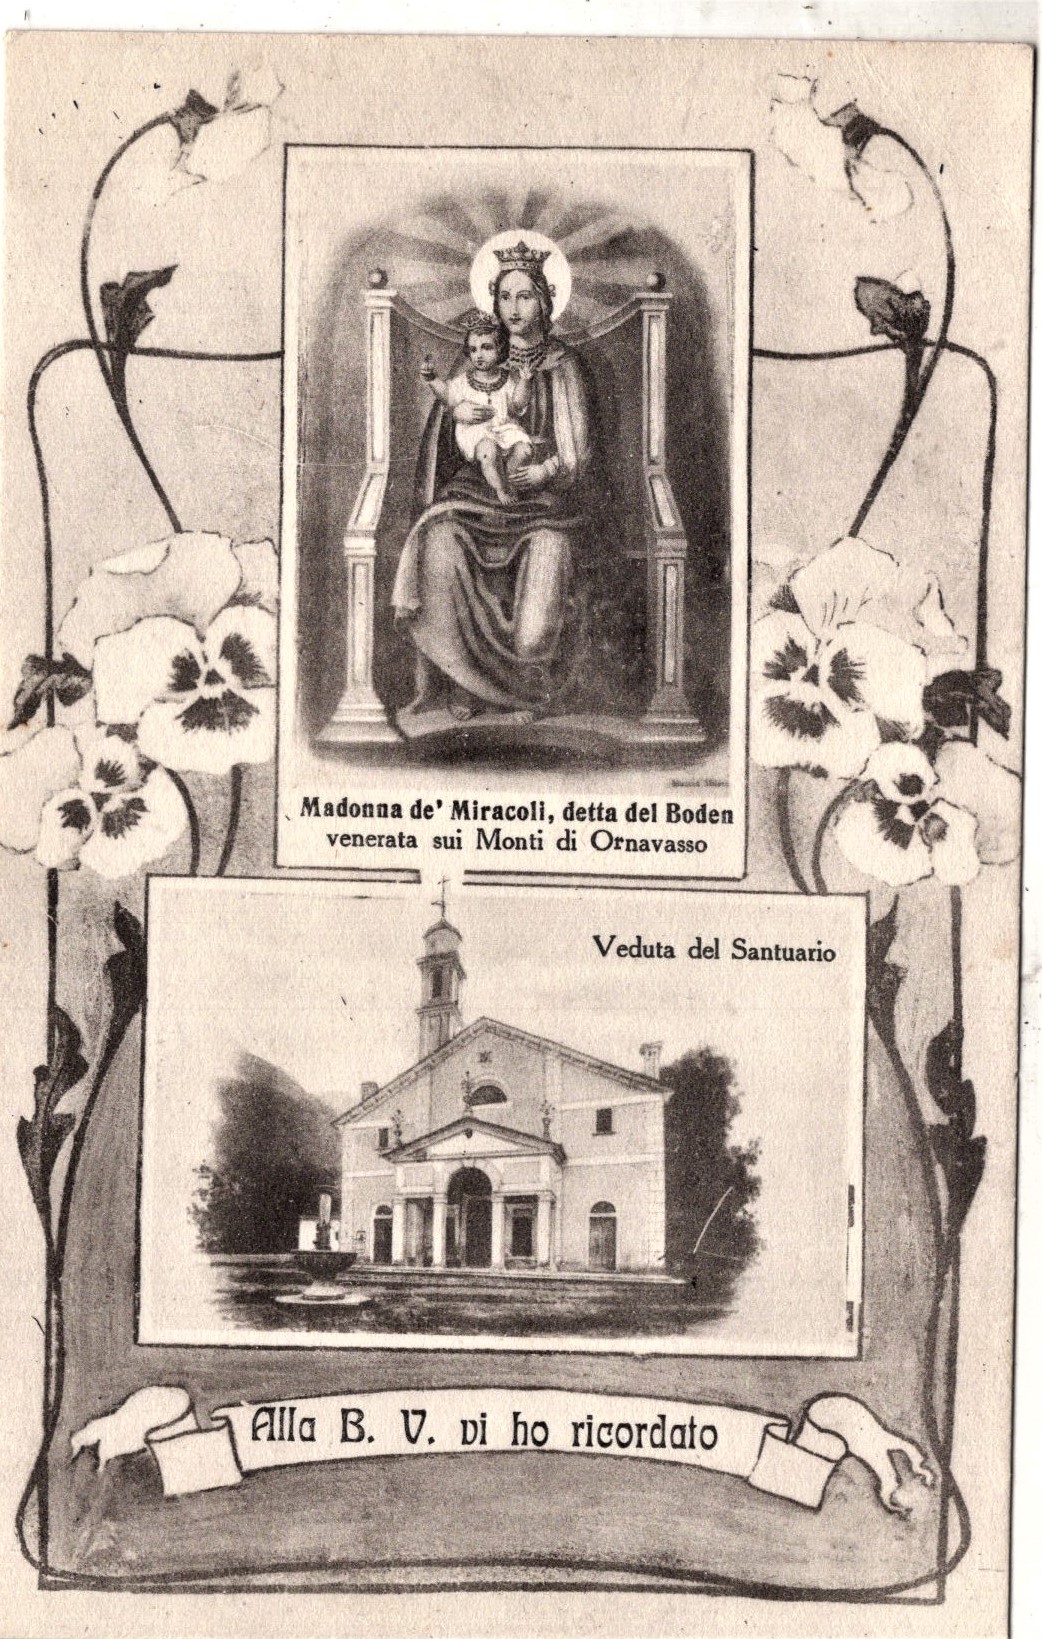 Madonna de' Miracoli, detta del Boden
venerata sui Monti di Ornavasso
Veduta del Santuario
Alla B. V. vi ho ricordato